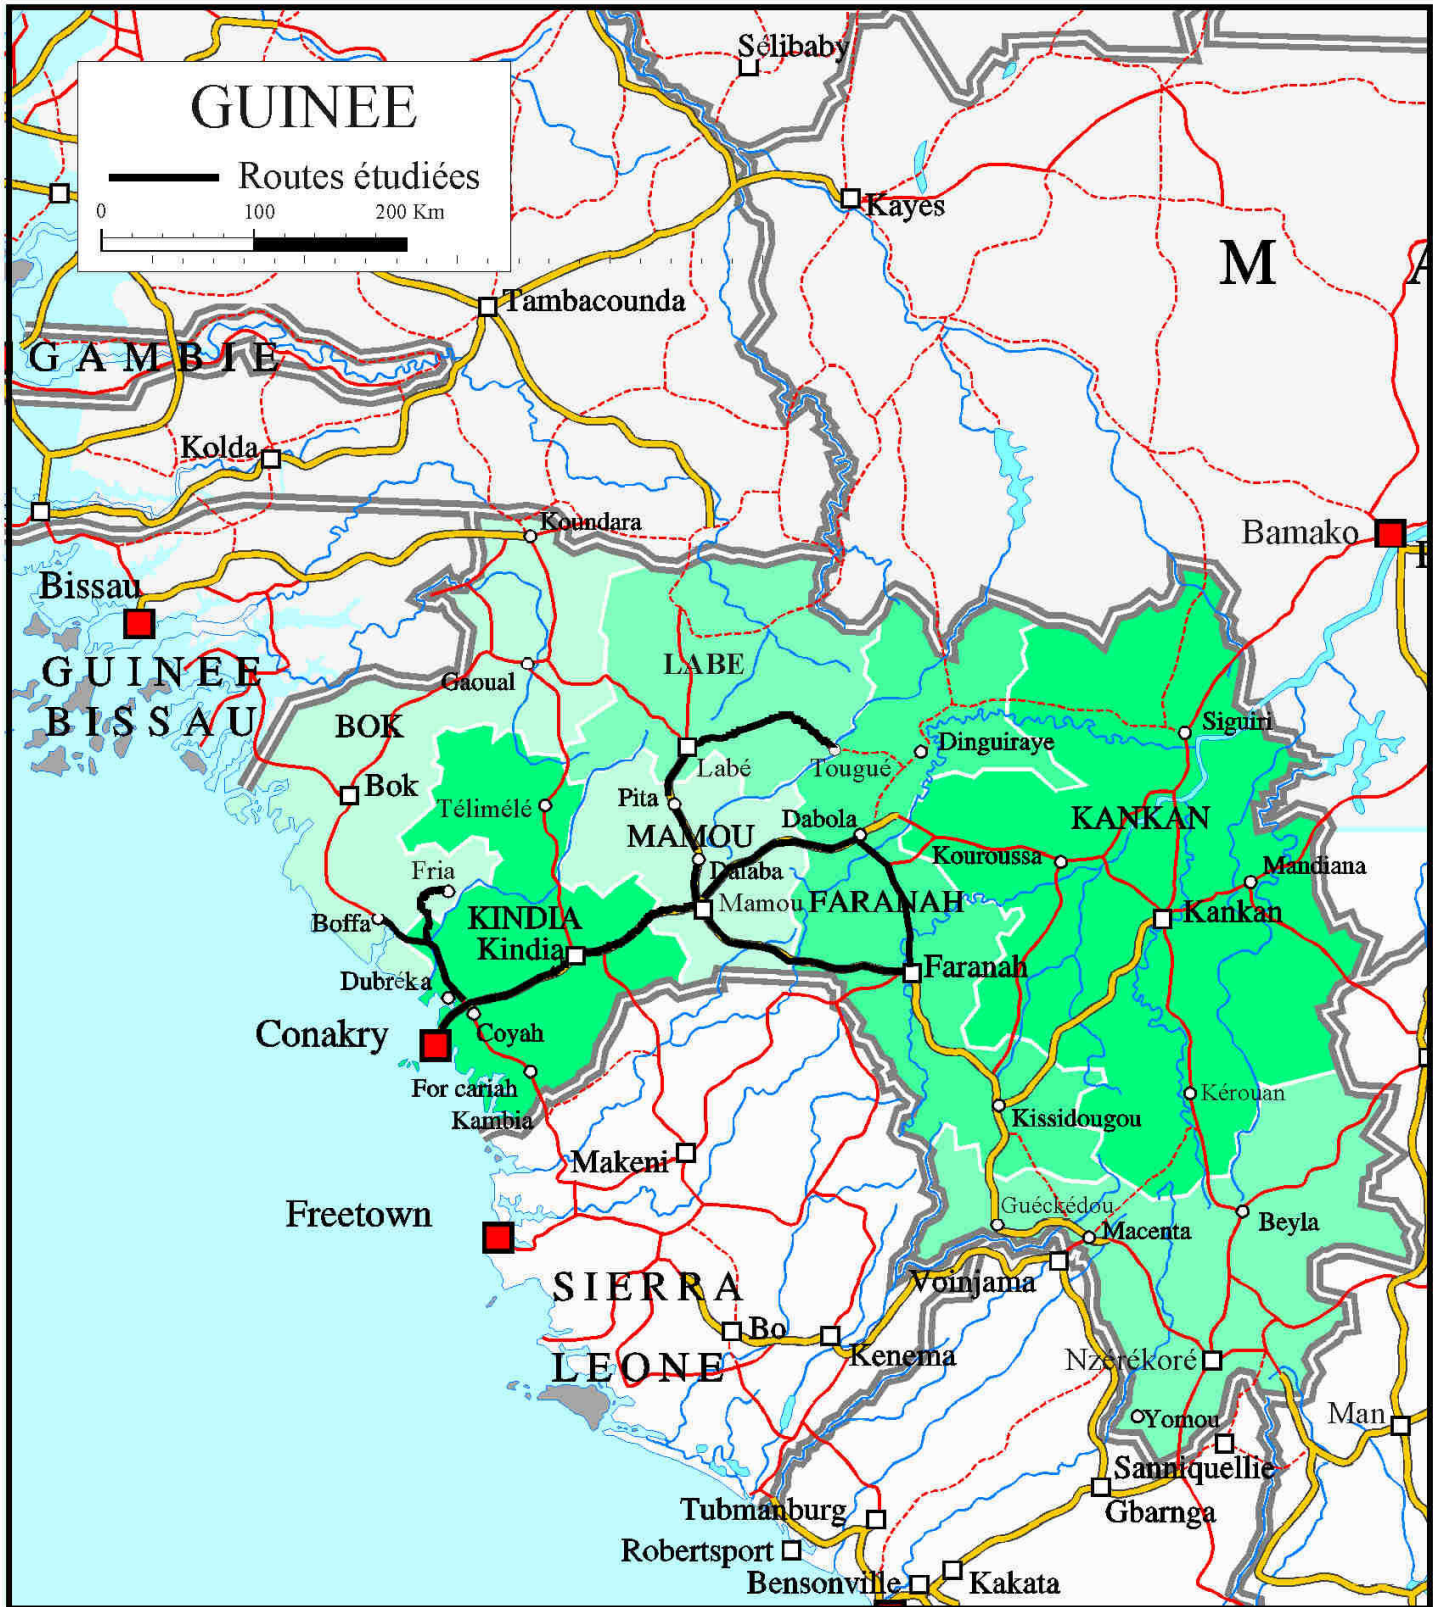 Sélibaby
GUINEE
Routes étudiées
0 100 200 Km
Kayes
M A
Tambacounda
GAMBIE
Kolda
Koundara
Bamako
Bissau
GUINEE
BISSAU
LABE
Gaoual
BOK
Siguiri
Dinguiraye
Labé
Tougué
Bok
Pita
Télimélé
Dabola
KANKAN
MAMOU
Kouroussa
Mandiana
Fria
Dalaba
Mamou
FARANAH
KINDIA
Kankan
Boffa
Kindia
Faranah
Dubréka
Conakry
Coyah
For cariah
Kérouan
Kambia
Kissidougou
Makeni
Guéckédou
Freetown
Macenta
Beyla
SIERRA
Voinjama
Bo
LEONE
Kenema
Nzérékoré
Yomou
Man
Sanniquellie
Tubmanburg
Gbarnga
Robertsport
Bensonville
Kakata